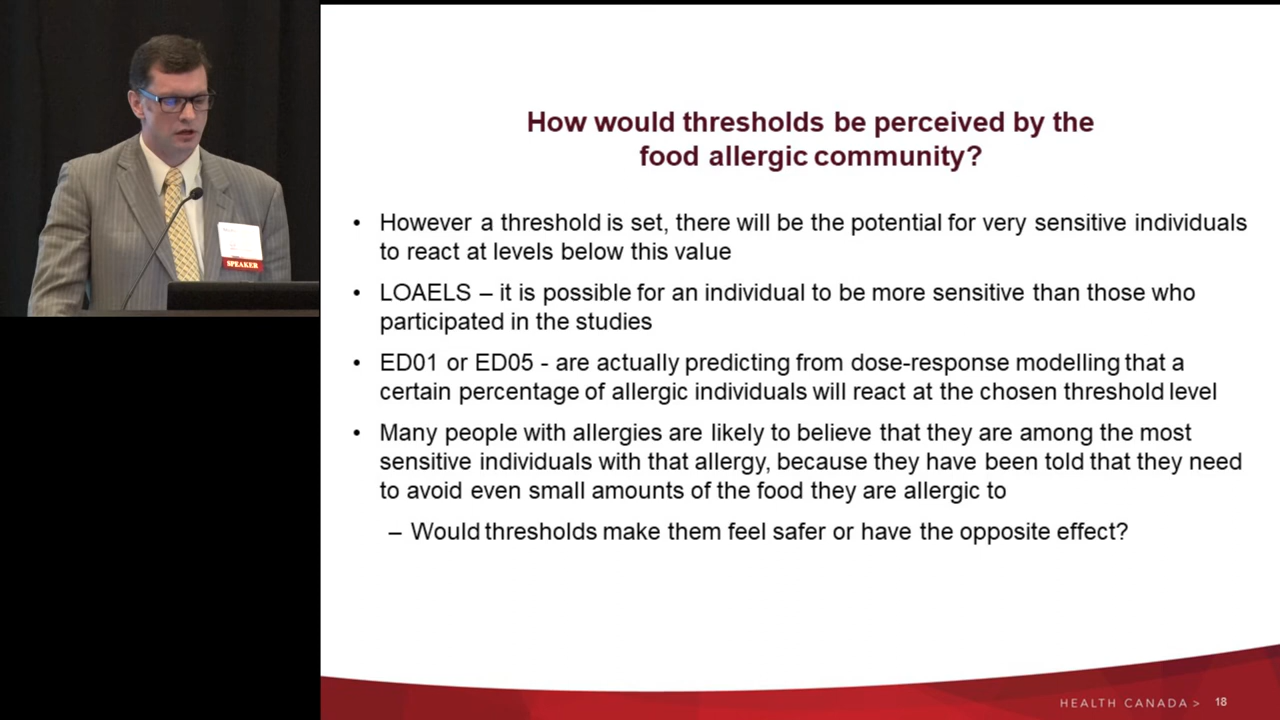 How would thresholds be perceived by the
food allergic community?
• However a threshold is set, there will be the potential for very sensitive individuals
to react at levels below this value
• LOAELS – it is possible for an individual to be more sensitive than those who
participated in the studies
• ED01 or ED05 - are actually predicting from dose-response modelling that a
certain percentage of allergic individuals will react at the chosen threshold level
• Many people with allergies are likely to believe that they are among the most
sensitive individuals with that allergy, because they have been told that they need
to avoid even small amounts of the food they are allergic to
– Would thresholds make them feel safer or have the opposite effect?
SPEAKER
HEALTH CANADA > 18